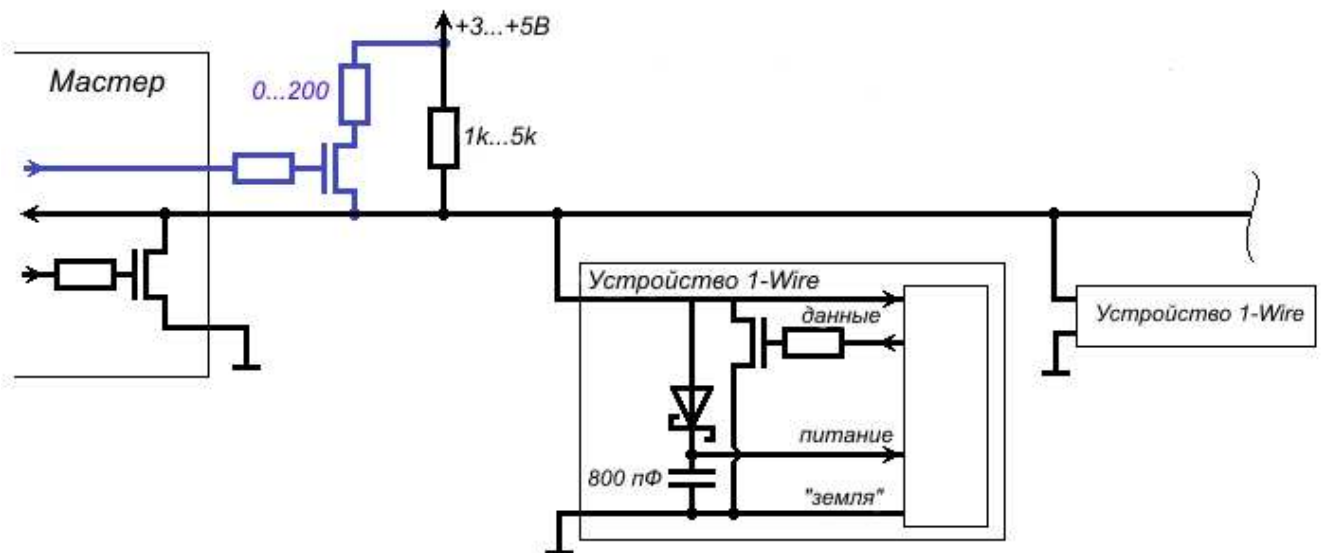 +3...+5В
Мастер
0...200
1k...5k
Устройство 1-Wire
данные
Устройство 1-Wire
питание
800 пФ
"земля"